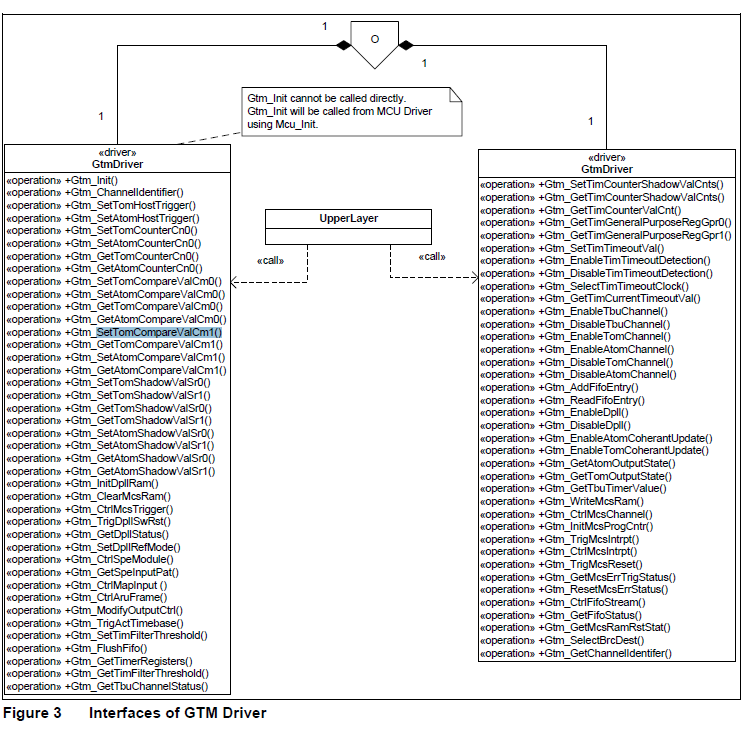 1
O
1
Gtm_Init cannot be called directly.
Gtm_Init will be called from MCU Driver
using Mcu_Init.
1
1
«driver»
GtmDriver
«operation» +Gtm_Init()
«operation» +Gtm_ChannelIdentifier()
«operation» +Gtm_SetTomHostTrigger()
«operation» +Gtm_SetAtomHostTrigger()
«operation» +Gtm_SetTomCounterCn0()
«operation» +Gtm_SetAtomCounterCn0()
«operation» +Gtm_GetTomCounterCn0()
«operation» +Gtm_GetAtomCounterCn0()
«operation» +Gtm_SetTomCompareValCm0()
«operation» +Gtm_SetAtomCompareValCm0()
«operation» +Gtm_GetTomCompareValCm0()
«operation» +Gtm_GetAtomCompareValCm0()
«operation» +Gtm_SetTomCompareValCm1()
«operation» +Gtm_GetTomCompareValCm1()
«operation» +Gtm_SetAtomCompareValCm1()
«operation» +Gtm_GetAtomCompareValCm1()
«operation» +Gtm_SetTomShadowValSr0()
«operation» +Gtm_SetTomShadowValSr1()
«operation» +Gtm_GetTomShadowValSr0()
«operation» +Gtm_GetTomShadowValSr1()
«operation» +Gtm_SetAtomShadowValSr0()
«operation» +Gtm_SetAtomShadowValSr1()
«operation» +Gtm_GetAtomShadowValSr0()
«operation» +Gtm_GetAtomShadowValSr1()
«operation» +Gtm_InitDpllRam()
«operation» +Gtm_ClearMcsRam()
«operation» +Gtm_CtrlMcsTrigger()
«operation» +Gtm_TrigDpllSwRst()
«operation» +Gtm_GetDpllStatus()
«operation» +Gtm_SetDpllRefMode()
«operation» +Gtm_CtrlSpeModule()
«operation» +Gtm_GetSpeInputPat()
«operation» +Gtm_CtrlMapInput ()
«operation» +Gtm_CtrlAruFrame()
«operation» +Gtm_ModifyOutputCtrl()
«operation» +Gtm_TrigActTimebase()
«operation» +Gtm_SetTimFilterThreshold()
«operation» +Gtm_FlushFifo()
«operation» +Gtm_GetTimerRegisters()
«operation» +Gtm_GetTimFilterThreshold()
«operation» +Gtm_GetTbuChannelStatus()
UpperLayer
«call»
«call»
«driver»
GtmDriver
«operation» +Gtm_SetTimCounterShadowValCnts()
«operation» +Gtm_GetTimCounterShadowValCnts()
«operation» +Gtm_GetTimCounterValCnt()
«operation» +Gtm_GetTimGeneralPurposeRegGpr0()
«operation» +Gtm_GetTimGeneralPurposeRegGpr1()
«operation» +Gtm_SetTimTimeoutVal()
«operation» +Gtm_EnableTimTimeoutDetection()
«operation» +Gtm_DisableTimTimeoutDetection()
«operation» +Gtm_SelectTimTimeoutClock()
«operation» +Gtm_GetTimCurrentTimeoutVal()
«operation» +Gtm_EnableTbuChannel()
«operation» +Gtm_DisableTbuChannel()
«operation» +Gtm_EnableTomChannel()
«operation» +Gtm_EnableAtomChannel()
«operation» +Gtm_DisableTomChannel()
«operation» +Gtm_DisableAtomChannel()
«operation» +Gtm_AddFifoEntry()
«operation» +Gtm_ReadFifoEntry()
«operation» +Gtm_EnableDpll()
«operation» +Gtm_DisableDpll()
«operation» +Gtm_EnableAtomCoherantUpdate()
«operation» +Gtm_EnableTomCoherantUpdate()
«operation» +Gtm_GetAtomOutputState()
«operation» +Gtm_GetTomOutputState()
«operation» +Gtm_GetTbuTimerValue()
«operation» +Gtm_WriteMcsRam()
«operation» +Gtm_CtrlMcsChannel()
«operation» +Gtm_InitMcsProgCntr()
«operation» +Gtm_TrigMcsIntrpt()
«operation» +Gtm_CtrlMcsIntrpt()
«operation» +Gtm_TrigMcsReset()
«operation» +Gtm_GetMcsErrTrigStatus()
«operation» +Gtm_ResetMcsErrStatus()
«operation» +Gtm_CtrlFifoStream()
«operation» +Gtm_GetFifoStatus()
«operation» +Gtm_GetMcsRamRstStat()
«operation» +Gtm_SelectBrcDest()
«operation» +Gtm_GetChannelIdentifer()
Figure 3 Interfaces of GTM Driver